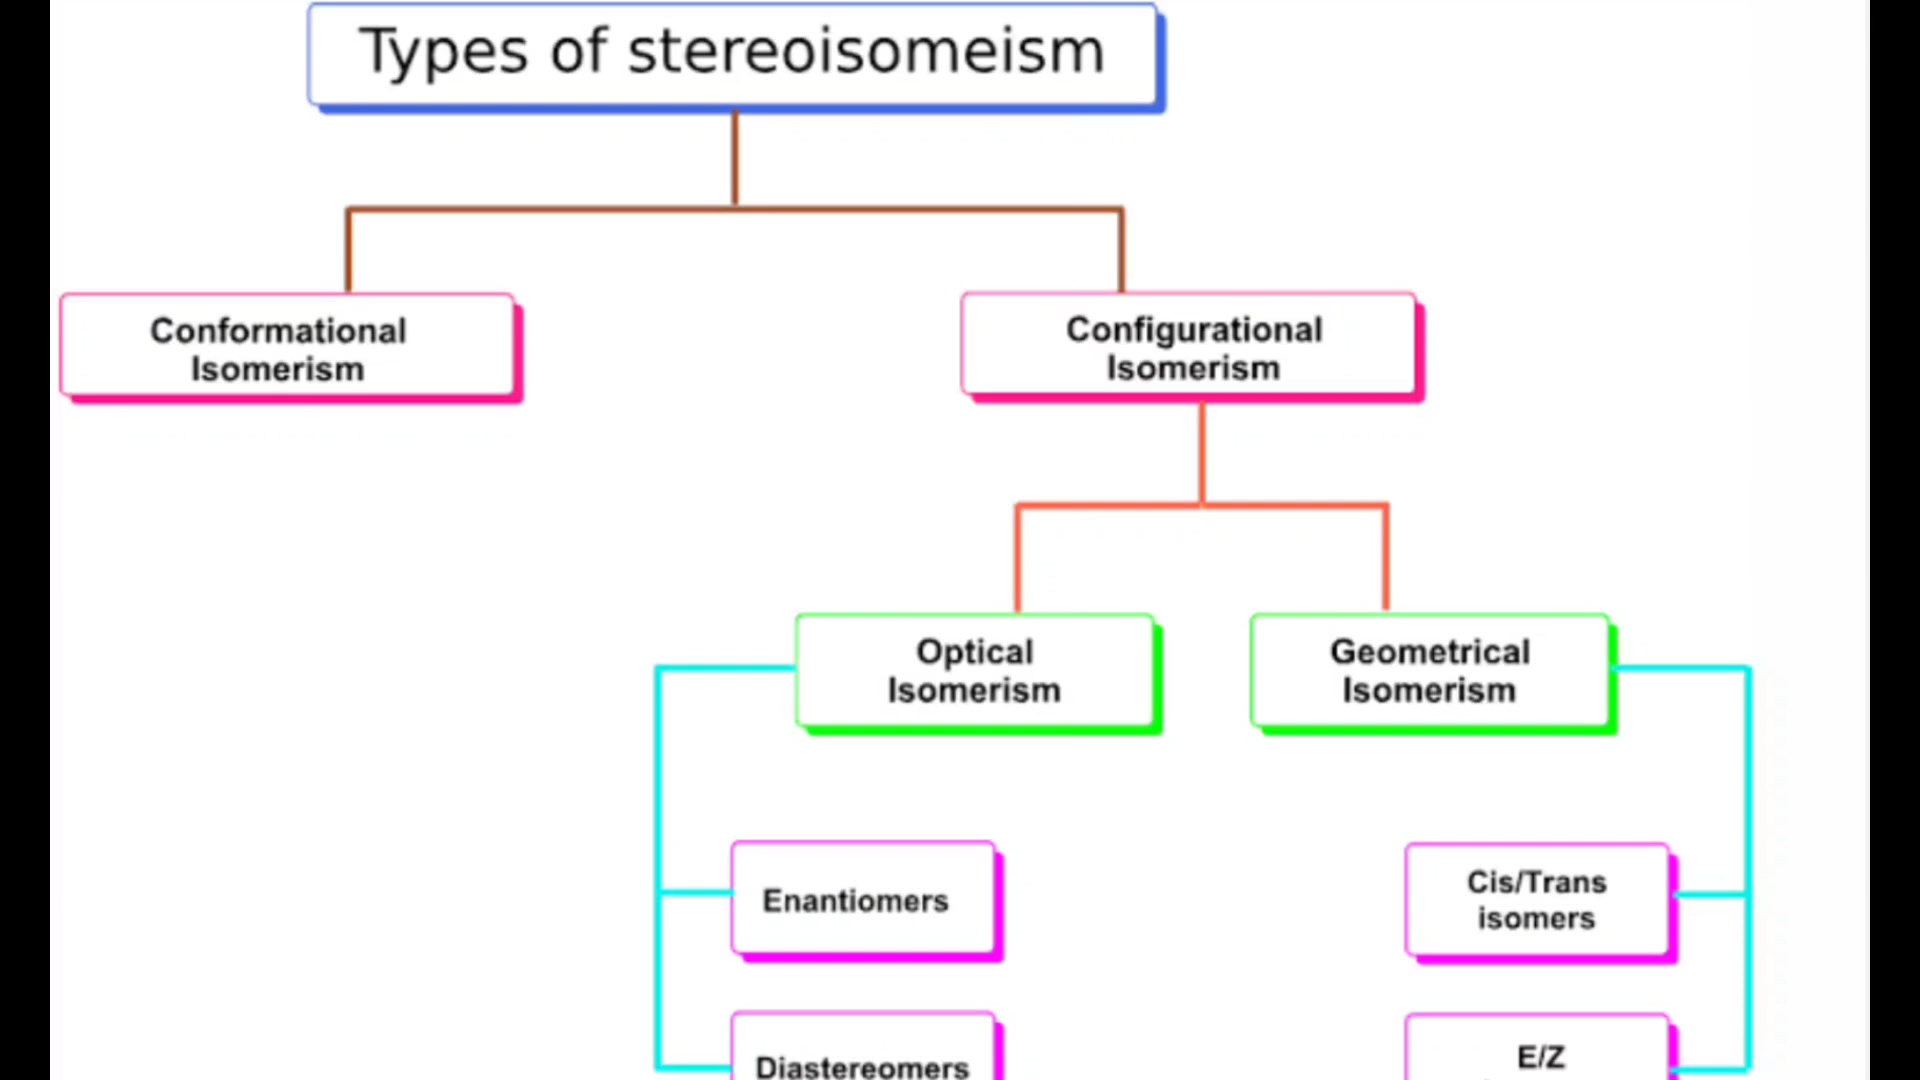 Types of stereoisomeism
Conformational
Isomerism
Configurational
Isomerism
Optical
Isomerism
Geometrical
Isomerism
Enantiomers
Cis/Trans
isomers
Diastereomers
E/Z